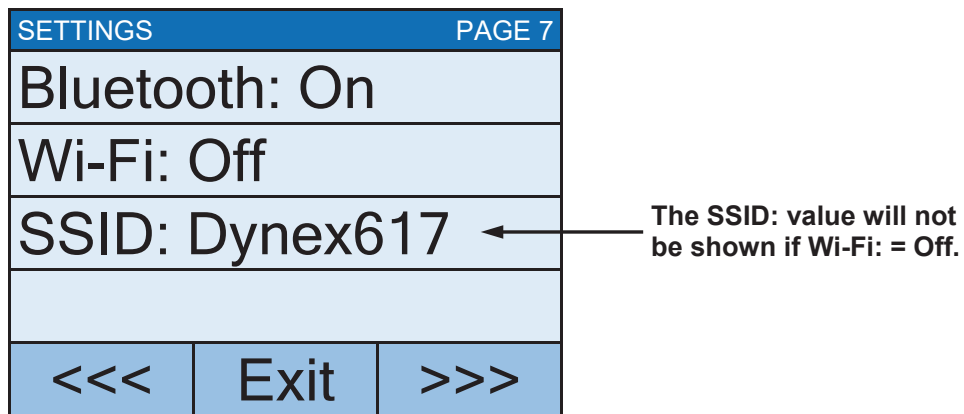 SETTINGS PAGE 7
Bluetooth: On
Wi-Fi: Off
SSID: Dynex617
The SSID: value will not
be shown if Wi-Fi: = Off.
<<< Exit >>>